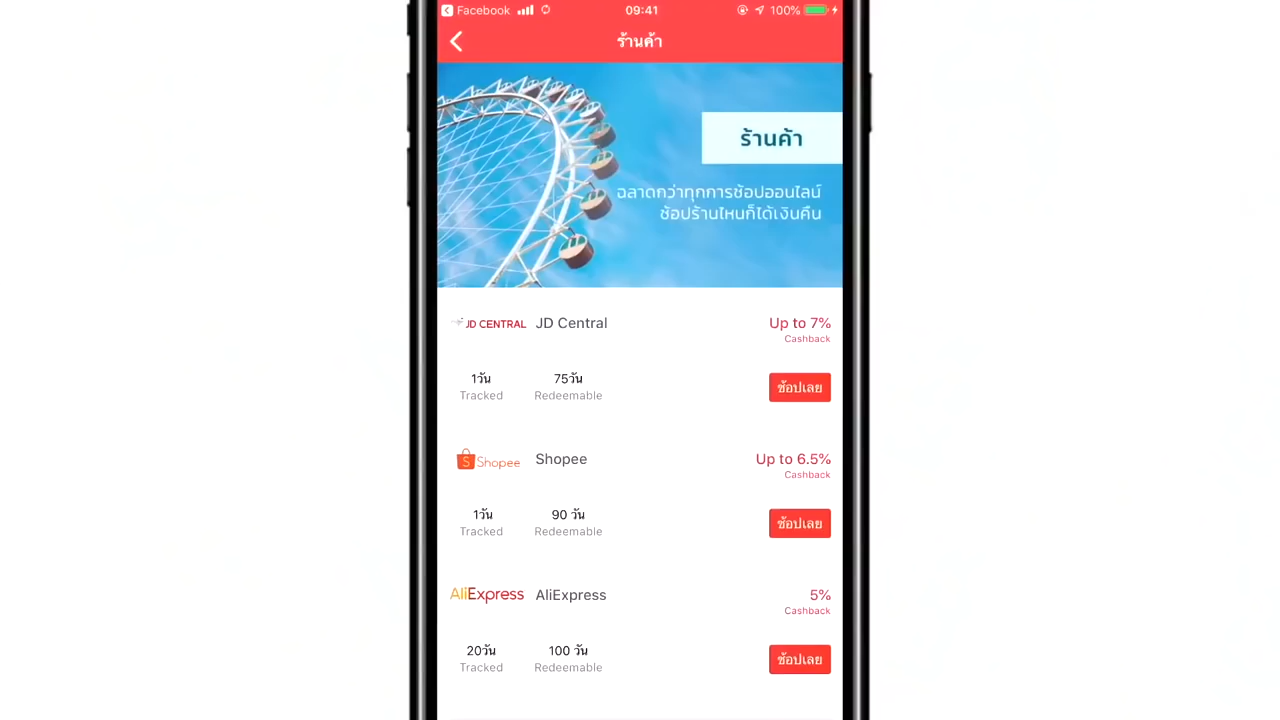 Facebook 09:41 100%
ร้านค้า
ร้านค้า
ฉลาดกว่าทุกการช้อปออนไลน์
ช้อปร้านไหนก็ได้เงินคืน
JD CENTRAL JD Central Up to 7%
Cashback
1วัน 75วัน ช้อปเลย
Tracked Redeemable
Shopee Shopee Up to 6.5%
Cashback
1วัน 90 วัน ช้อปเลย
Tracked Redeemable
AliExpress AliExpress 5%
Cashback
20วัน 100 วัน ช้อปเลย
Tracked Redeemable